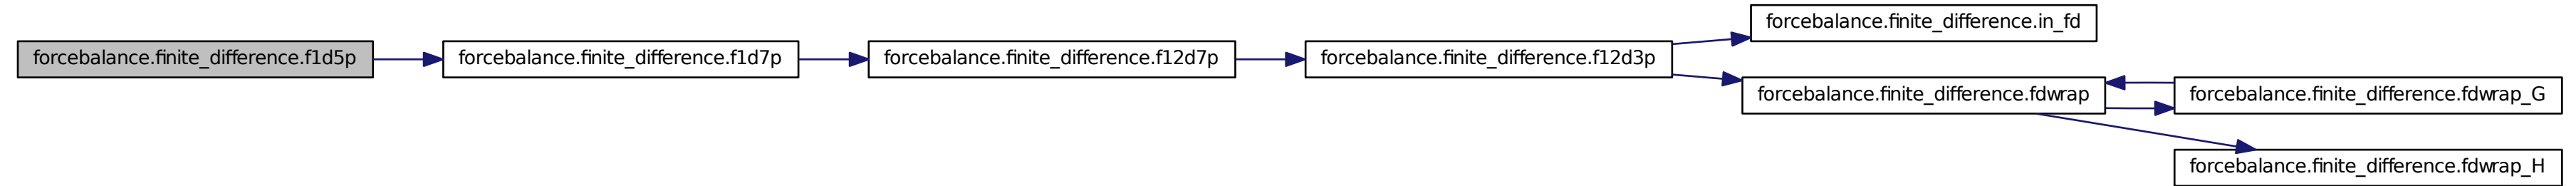 forcebalance.finite_difference.f1d5p
forcebalance.finite_difference.f1d7p
forcebalance.finite_difference.f12d7p
forcebalance.finite_difference.f12d3p
forcebalance.finite_difference.in_fd
forcebalance.finite_difference.fdwrap
forcebalance.finite_difference.fdwrap_G
forcebalance.finite_difference.fdwrap_H